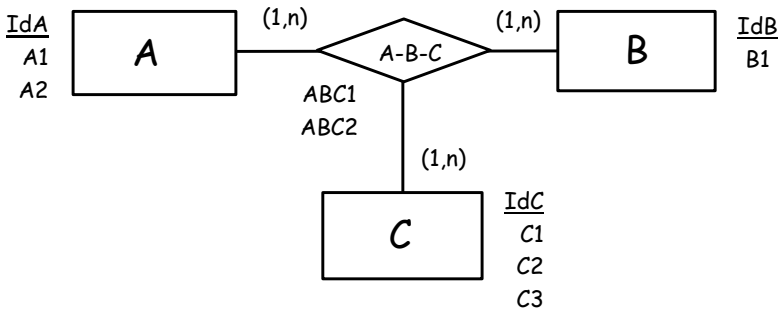 IdA
A1
A2
A
(1,n)
A-B-C
ABC1
ABC2
(1,n)
B
IdB
B1
(1,n)
C
IdC
C1
C2
C3